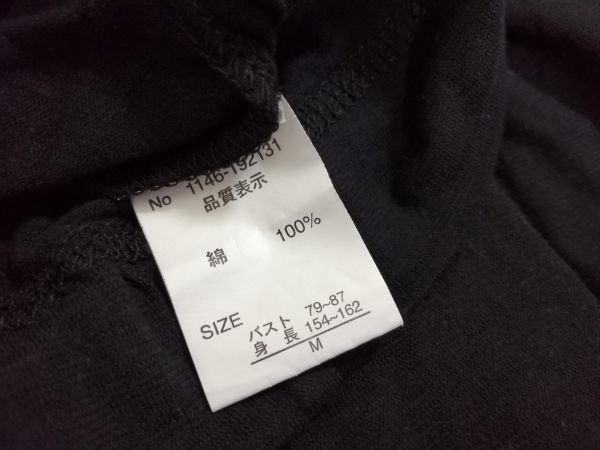 No 1146-192131
品質表示
綿 100%
SIZE バスト 79~87
身 長 154~162
M